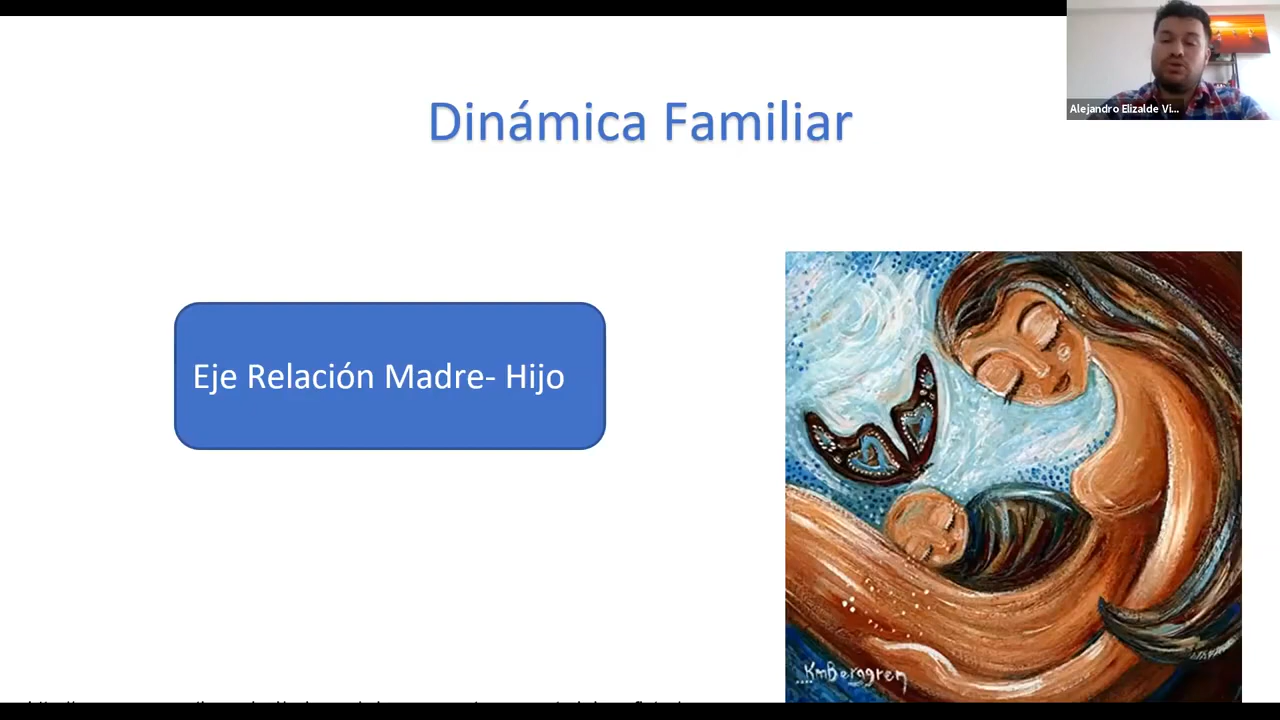 Alejandro Elizalde Vi...
Dinámica Familiar
Eje Relación Madre- Hijo
KmBerggren